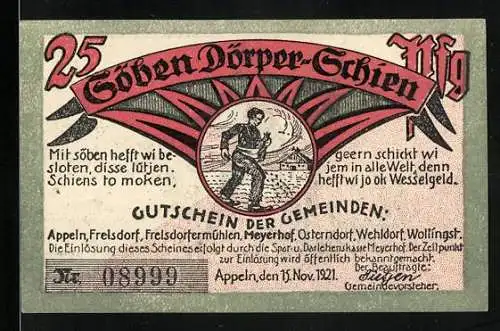 25 Söben Dörper-Schien Pfg
Mit söben hefft wi be-
sloten, disse lütjen
Schiens to moken,
geern schickt wi
jem in alle Welt, denn
hefft wi jo ok Wesselgeld.
GUTSCHEIN DER GEMEINDEN:
Appeln, Frelsdorf, Frelsdorfermühlen, Meyerhof, Osterndorf, Wehldorf, Wollingst.
Die Einlösung dieses Scheines erfolgt durch die Spar- u. Darlehenskasse Meyerhof. Der Zeitpunkt
zur Einlösung wird öffentlich bekanntgemacht.
Nr. 08999
Appeln, den 15. Nov. 1921.
Der Beauftragte:
Gemeindevorsteher.